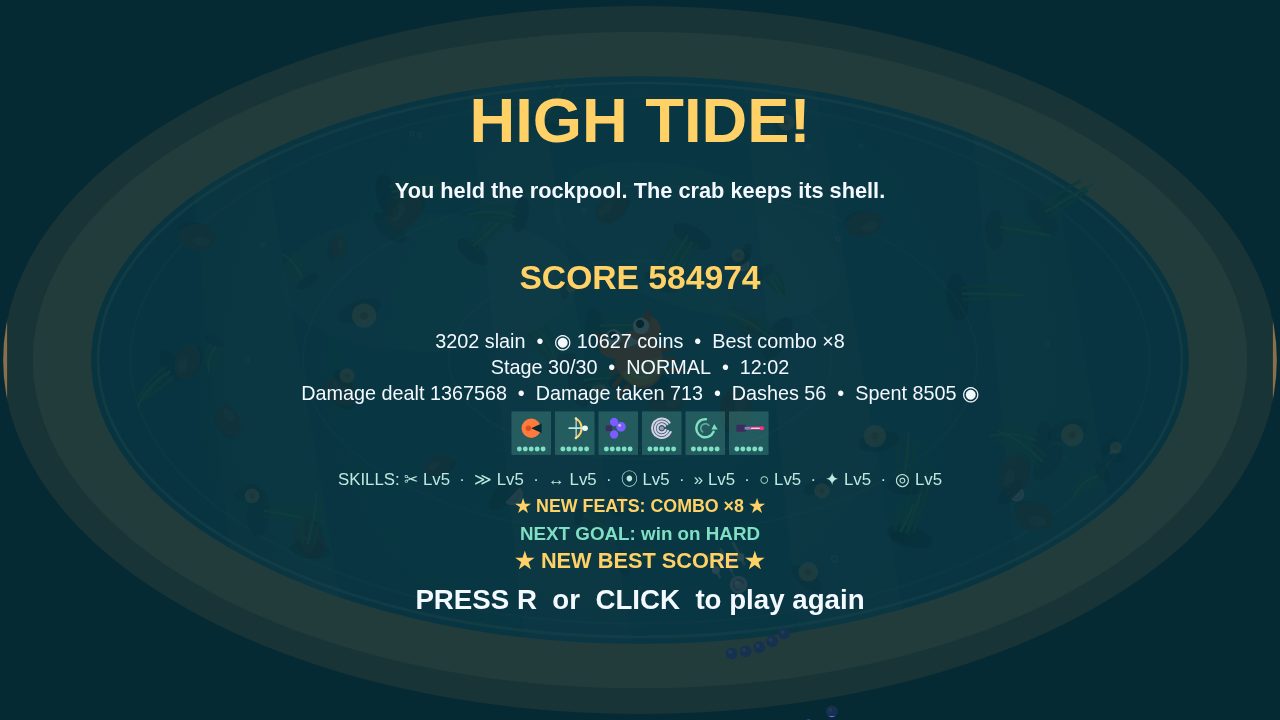 HIGH TIDE!
You held the rockpool. The crab keeps its shell.
SCORE 584974
3202 slain • ◉ 10627 coins • Best combo ×8
Stage 30/30 • NORMAL • 12:02
Damage dealt 1367568 • Damage taken 713 • Dashes 56 • Spent 8505 ◉
SKILLS: ✂ Lv5 · ≫ Lv5 · ↔ Lv5 · ⦿ Lv5 · » Lv5 · ○ Lv5 · ✦ Lv5 · ◎ Lv5
★ NEW FEATS: COMBO ×8 ★
NEXT GOAL: win on HARD
★ NEW BEST SCORE ★
PRESS R or CLICK to play again